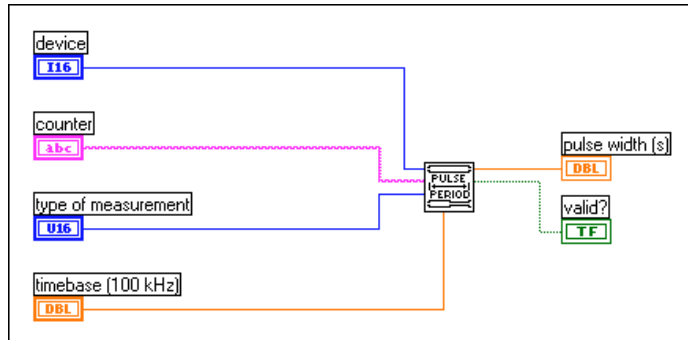 device
I16
counter
abc
type of measurement
U16
timebase (100 kHz)
DBL
PULSE
PERIOD
pulse width (s)
DBL
valid?
TF